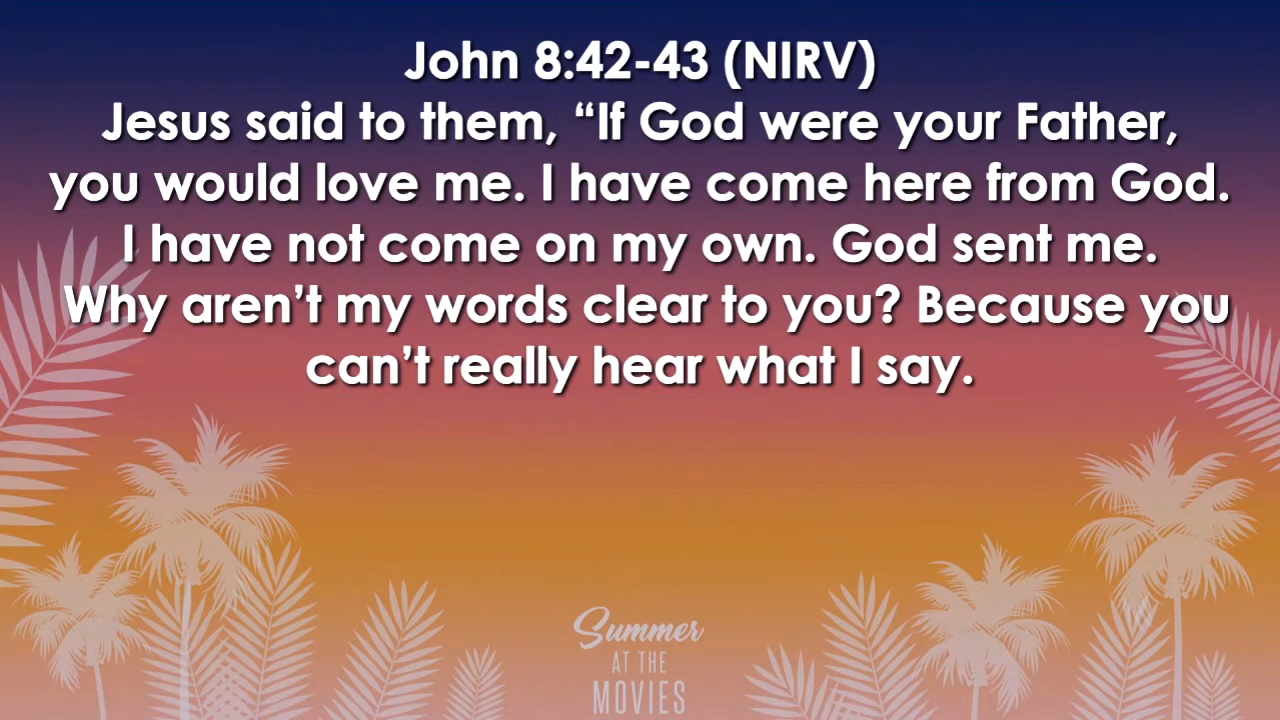 John 8:42-43 (NIRV)
Jesus said to them, “If God were your Father,
you would love me. I have come here from God.
I have not come on my own. God sent me.
Why aren’t my words clear to you? Because you
can’t really hear what I say.
Summer
AT THE
MOVIES